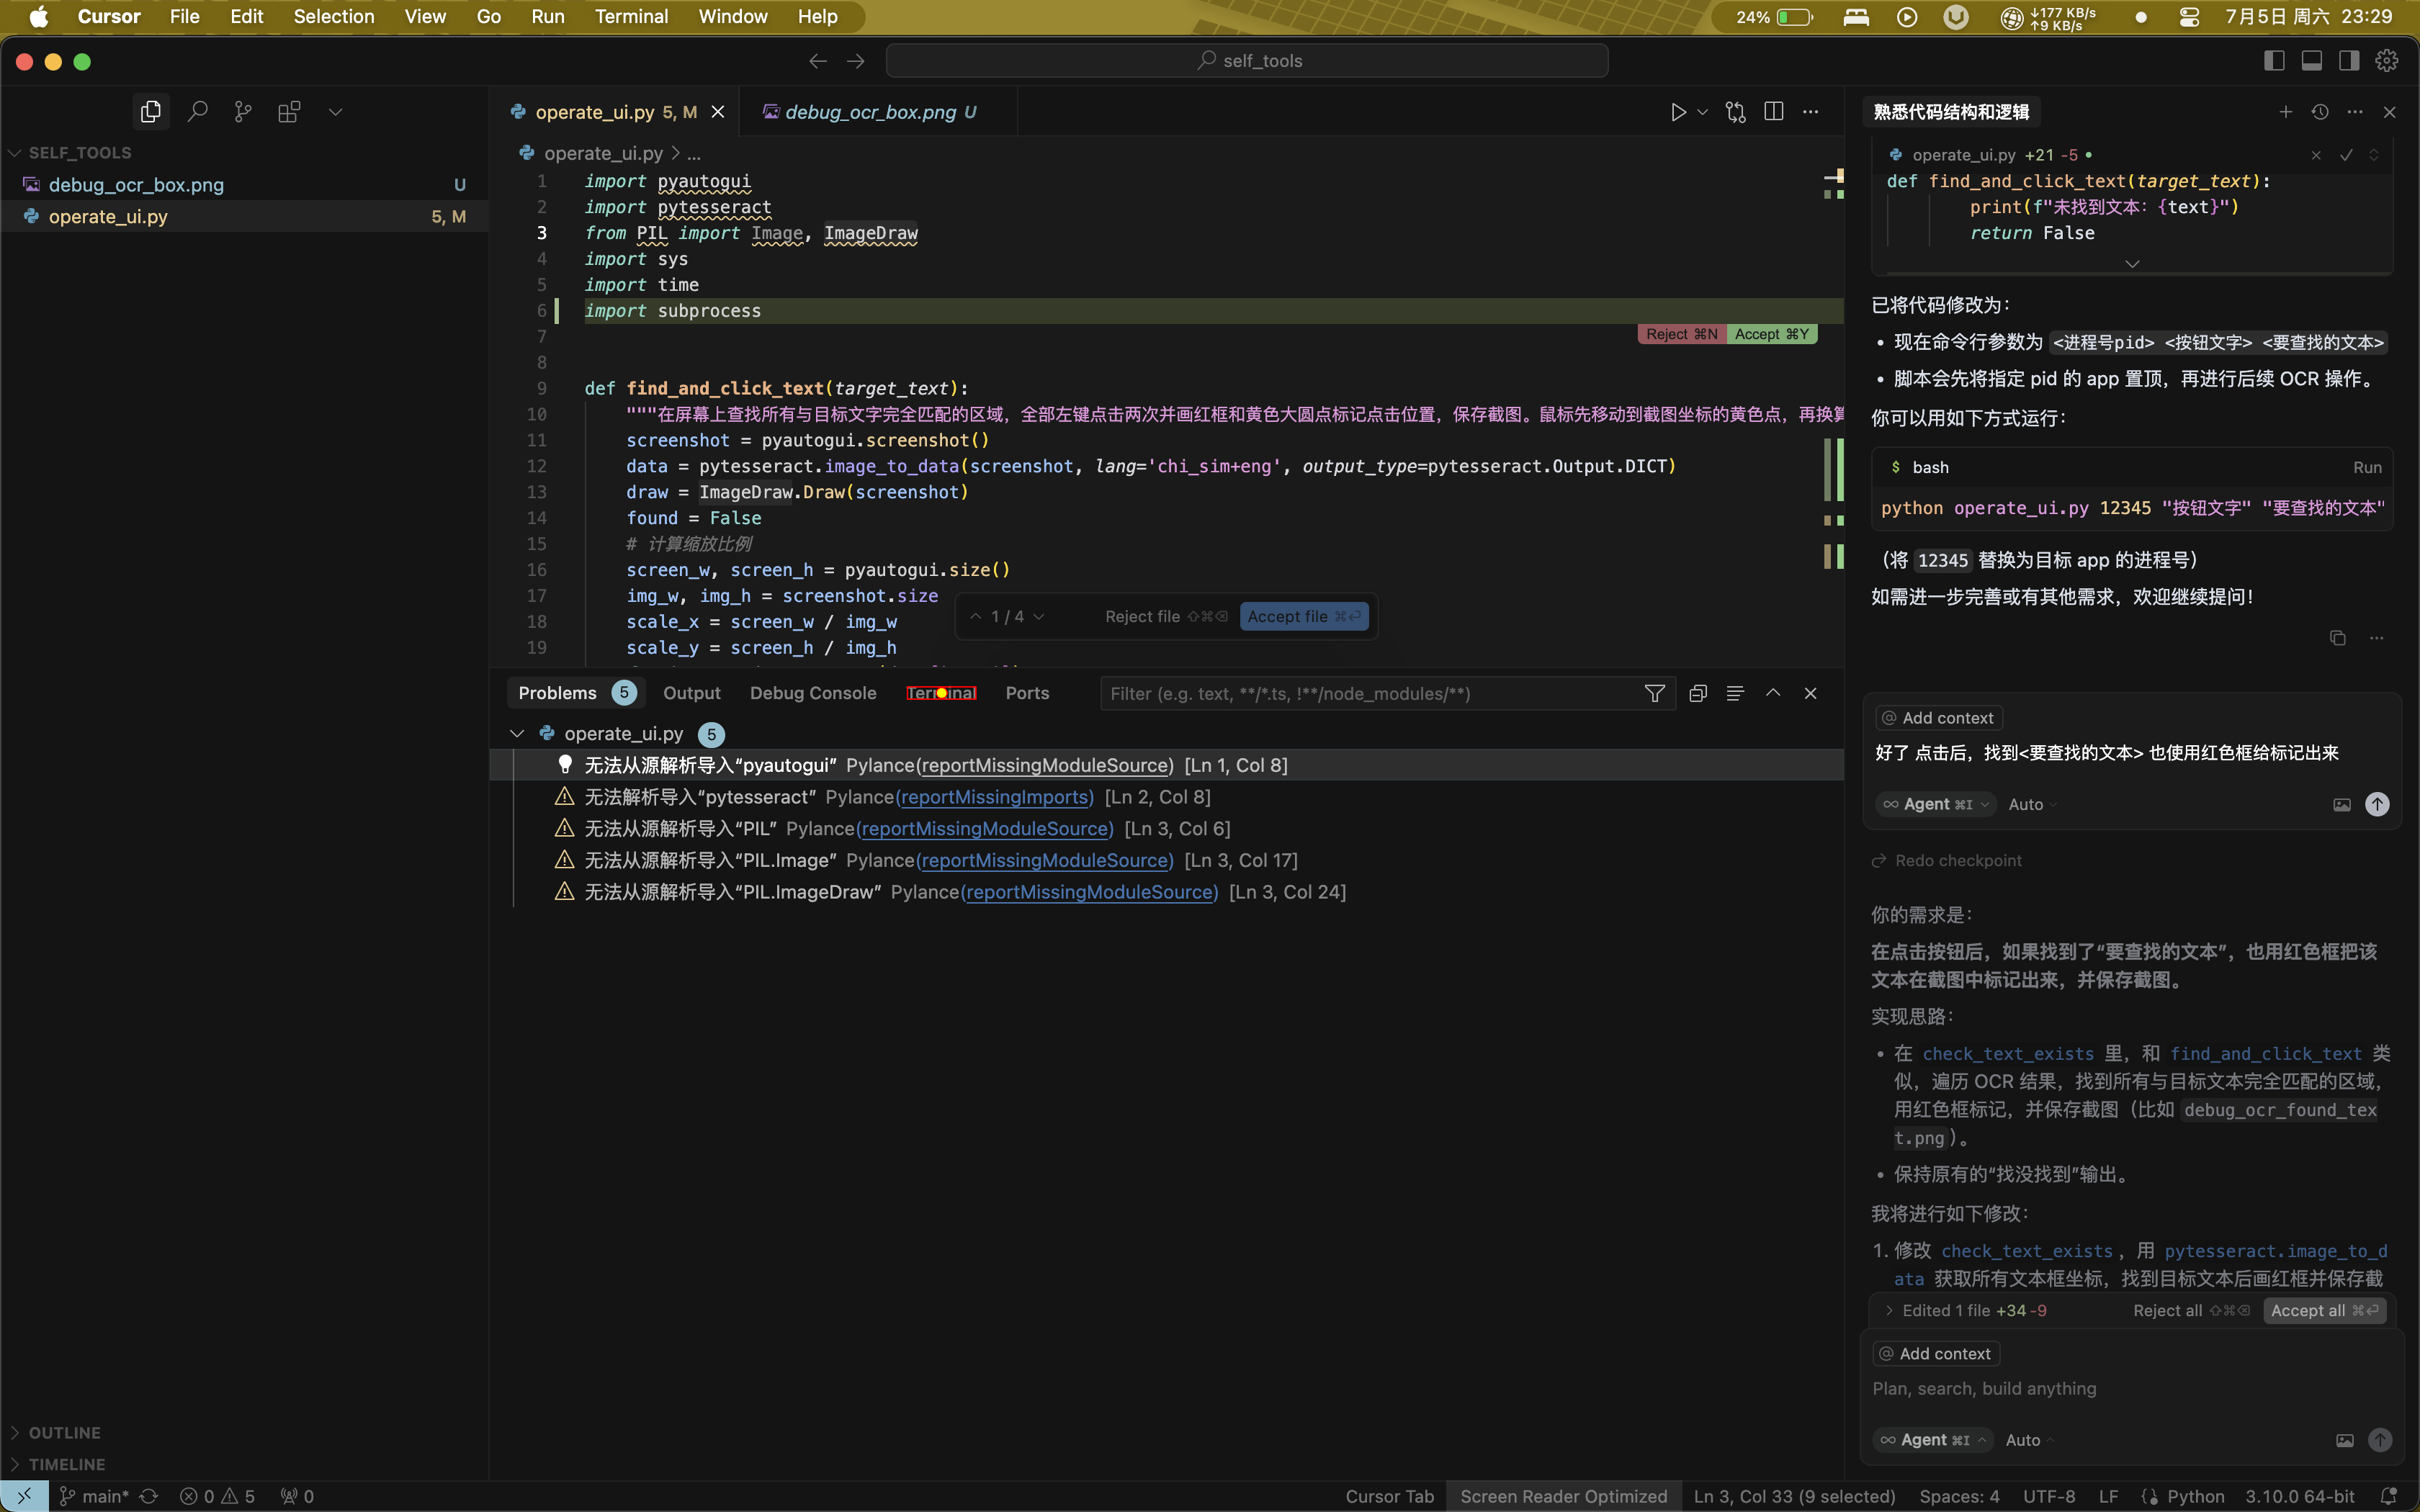 Cursor File Edit Selection View Go Run Terminal Window Help 24% ↓177 KB/s ↑9 KB/s 7月5日 周六 23:29
self_tools
SELF_TOOLS
debug_ocr_box.png U
operate_ui.py 5, M
operate_ui.py 5, M debug_ocr_box.png U
operate_ui.py > ...
1 import pyautogui
2 import pytesseract
3 from PIL import Image, ImageDraw
4 import sys
5 import time
6 import subprocess
7
Reject ⌘N Accept ⌘Y
8
9 def find_and_click_text(target_text):
10 """在屏幕上查找所有与目标文字完全匹配的区域，全部左键点击两次并画红框和黄色大圆点标记点击位置，保存截图。鼠标先移动到截图坐标的黄色点，再换算
11 screenshot = pyautogui.screenshot()
12 data = pytesseract.image_to_data(screenshot, lang='chi_sim+eng', output_type=pytesseract.Output.DICT)
13 draw = ImageDraw.Draw(screenshot)
14 found = False
15 # 计算缩放比例
16 screen_w, screen_h = pyautogui.size()
17 img_w, img_h = screenshot.size
18 scale_x = screen_w / img_w
19 scale_y = screen_h / img_h
1 / 4 Reject file ⇧⌘⌫ Accept file ⌘⏎
Problems 5 Output Debug Console Terminal Ports Filter (e.g. text, **/*.ts, !**/node_modules/**)
operate_ui.py 5
无法从源解析导入“pyautogui” Pylance(reportMissingModuleSource) [Ln 1, Col 8]
无法解析导入“pytesseract” Pylance(reportMissingImports) [Ln 2, Col 8]
无法从源解析导入“PIL” Pylance(reportMissingModuleSource) [Ln 3, Col 6]
无法从源解析导入“PIL.Image” Pylance(reportMissingModuleSource) [Ln 3, Col 17]
无法从源解析导入“PIL.ImageDraw” Pylance(reportMissingModuleSource) [Ln 3, Col 24]
熟悉代码结构和逻辑
operate_ui.py +21 -5
def find_and_click_text(target_text):
print(f"未找到文本: {text}")
return False
已将代码修改为：
• 现在命令行参数为 <进程号pid> <按钮文字> <要查找的文本>
• 脚本会先将指定 pid 的 app 置顶，再进行后续 OCR 操作。
你可以用如下方式运行：
$ bash Run
python operate_ui.py 12345 "按钮文字" "要查找的文本"
（将 12345 替换为目标 app 的进程号）
如需进一步完善或有其他需求，欢迎继续提问！
@ Add context
好了 点击后，找到<要查找的文本> 也使用红色框给标记出来
Agent ⌘I Auto
Redo checkpoint
你的需求是：
在点击按钮后，如果找到了“要查找的文本”，也用红色框把该
文本在截图中标记出来，并保存截图。
实现思路：
• 在 check_text_exists 里，和 find_and_click_text 类
似，遍历 OCR 结果，找到所有与目标文本完全匹配的区域，
用红色框标记，并保存截图（比如 debug_ocr_found_tex
t.png）。
• 保持原有的“找没找到”输出。
我将进行如下修改：
1. 修改 check_text_exists，用 pytesseract.image_to_d
ata 获取所有文本框坐标，找到目标文本后画红框并保存截
Edited 1 file +34 -9 Reject all ⇧⌘⌫ Accept all ⌘⏎
@ Add context
Plan, search, build anything
Agent ⌘I Auto
OUTLINE
TIMELINE
main* 0 5 0 Cursor Tab Screen Reader Optimized Ln 3, Col 33 (9 selected) Spaces: 4 UTF-8 LF Python 3.10.0 64-bit